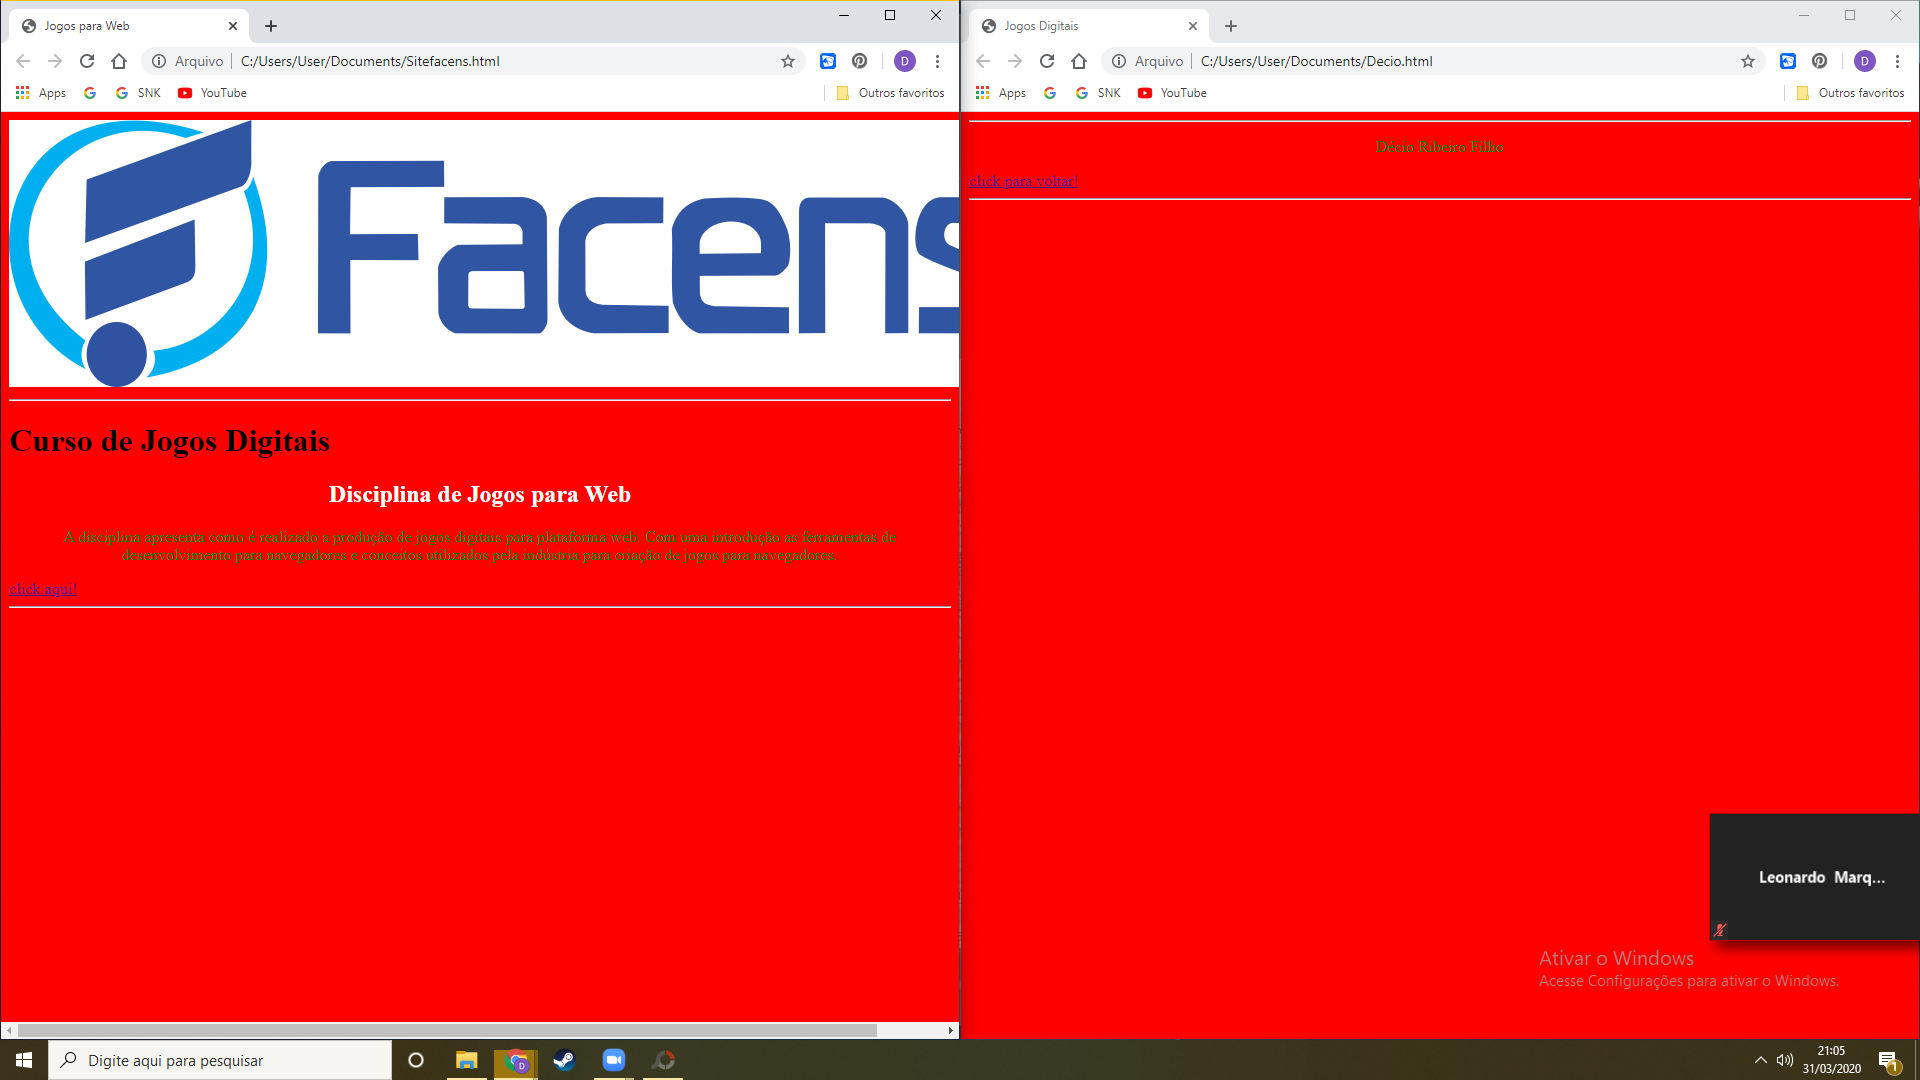 Jogos para Web
Arquivo
C:/Users/User/Documents/Sitefacens.html
D
Apps
SNK
YouTube
Outros favoritos
Facens
Curso de Jogos Digitais
Disciplina de Jogos para Web
A disciplina apresenta como é realizado a produção de jogos digitais para plataforma web. Com uma introdução as ferramentas de
desenvolvimento para navegadores e conceitos utilizados pela indústria para criação de jogos para navegadores.
click aqui!
Jogos Digitais
Arquivo
C:/Users/User/Documents/Decio.html
D
Apps
SNK
YouTube
Outros favoritos
Décio Ribeiro Filho
click para voltar!
Leonardo Marq...
Ativar o Windows
Acesse Configurações para ativar o Windows.
Digite aqui para pesquisar
D
21:05
31/03/2020
1